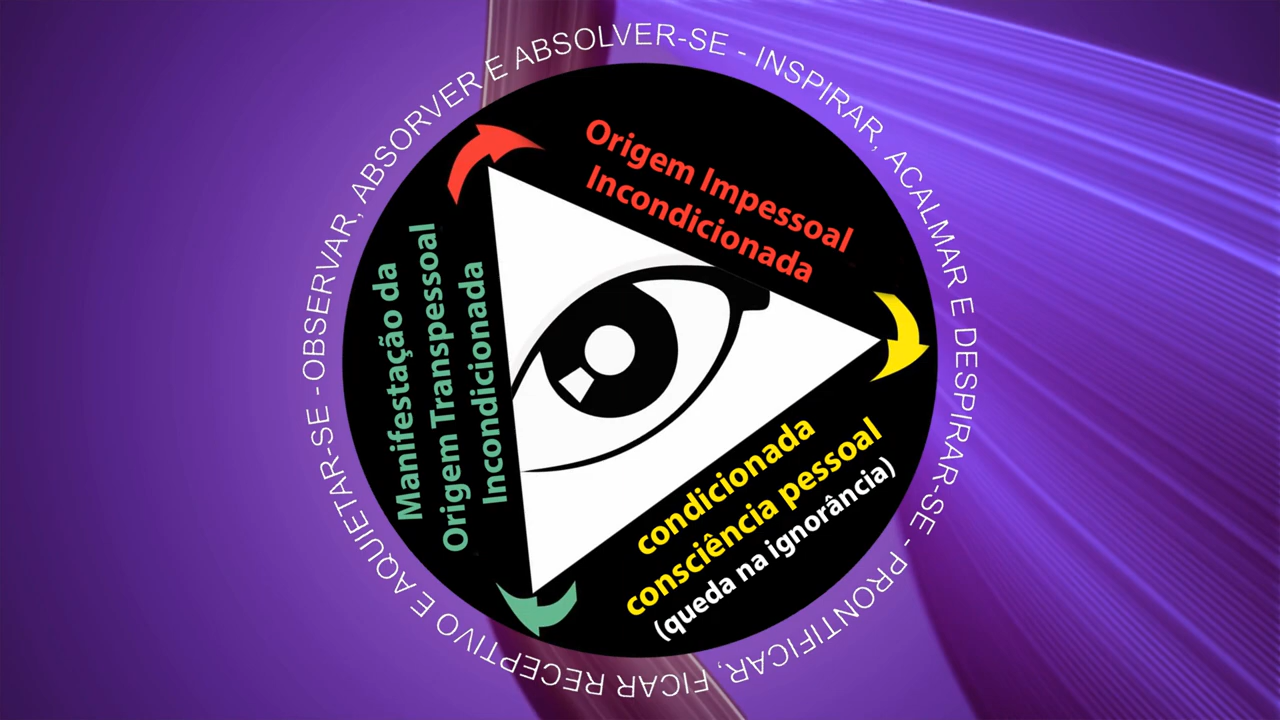 OBSERVAR, ABSORVER E ABSOLVER-SE - INSPIRAR, ACALMAR E DESPIRAR-SE - PRONTIFICAR, FICAR RECEPTIVO E AQUIETAR-SE -
Origem Impessoal
Incondicionada
condicionada
consciência pessoal
(queda na ignorância)
Manifestação da
Origem Transpessoal
Incondicionada